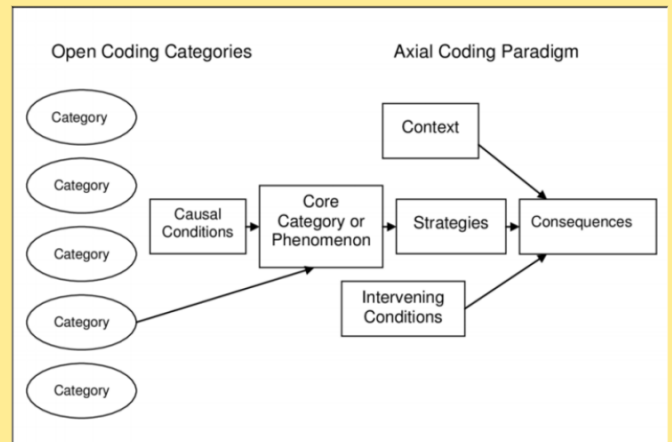 Open Coding Categories
Axial Coding Paradigm
Category
Category
Category
Category
Category
Causal
Conditions
Core
Category or
Phenomenon
Context
Strategies
Intervening
Conditions
Consequences